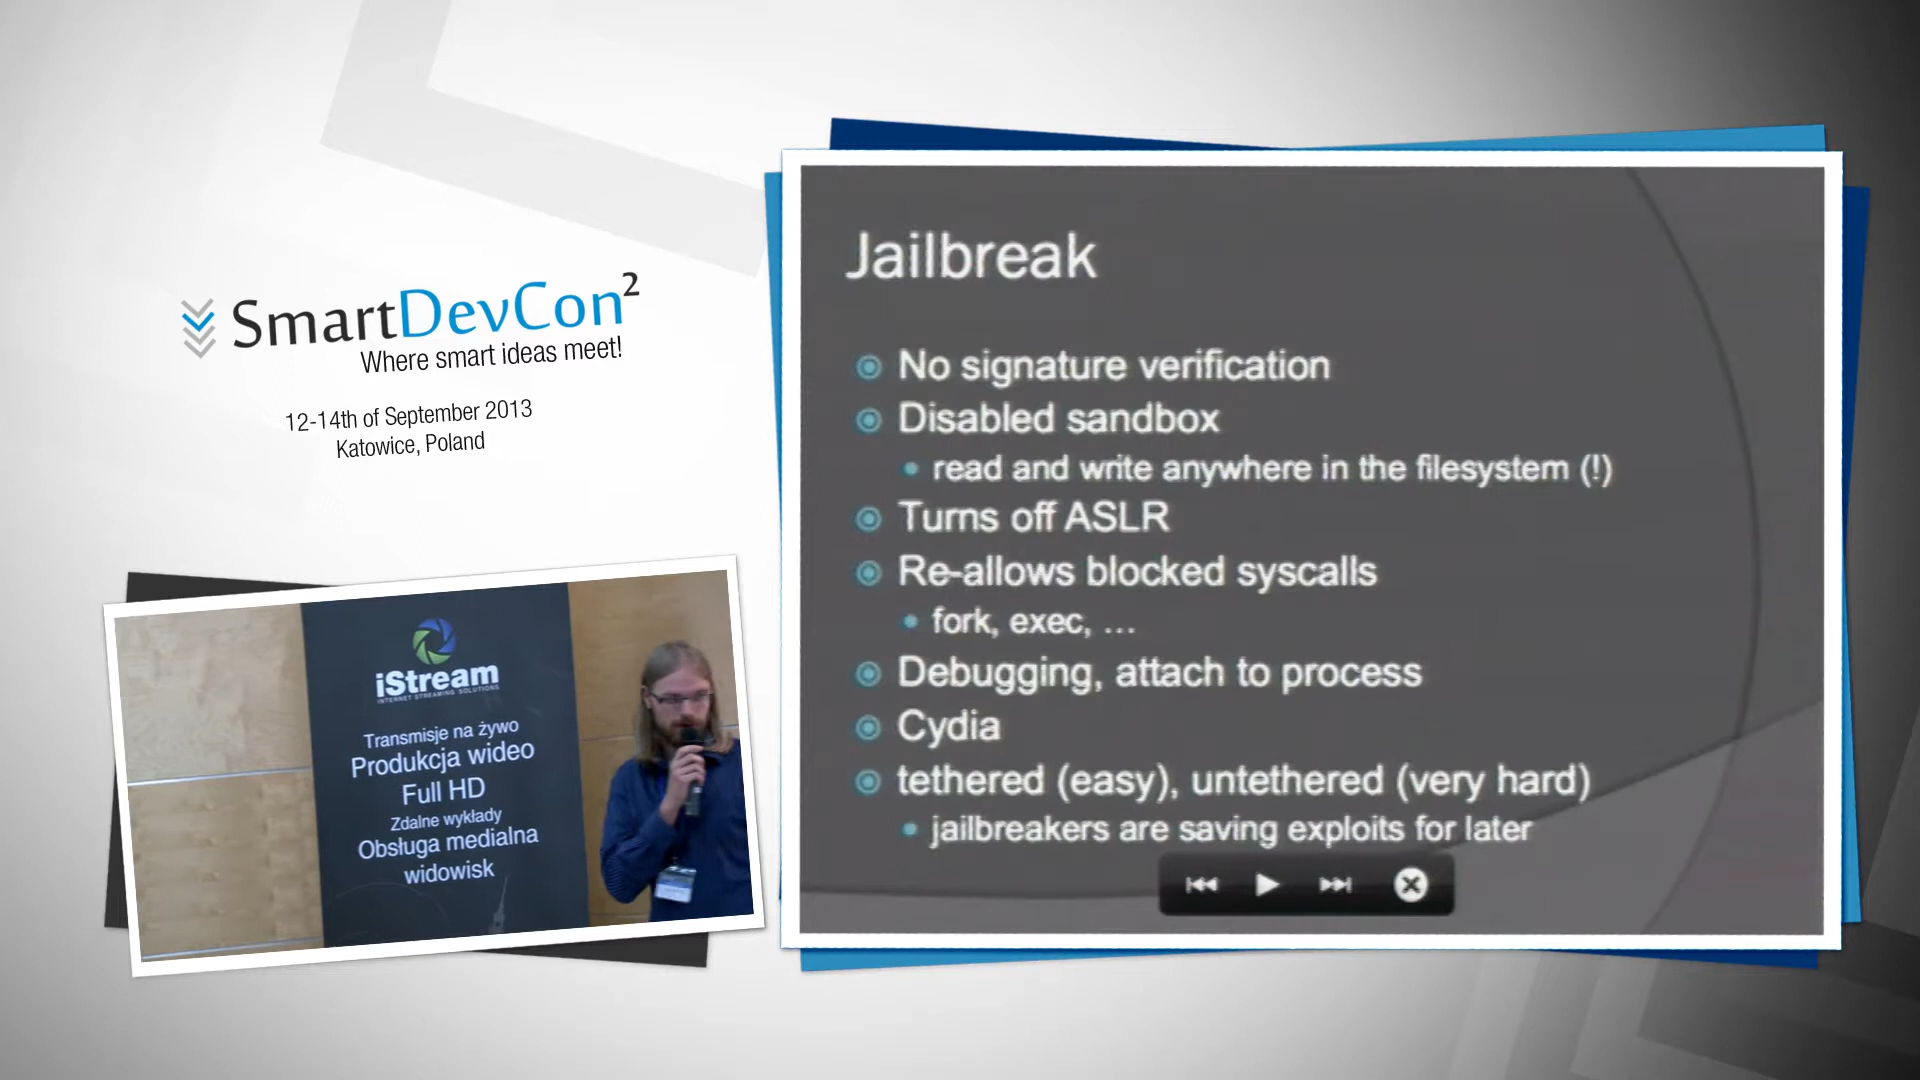 SmartDevCon²
Where smart ideas meet!
12-14th of September 2013
Katowice, Poland
iStream
INTERNET STREAMING SOLUTIONS
Transmisje na żywo
Produkcja wideo
Full HD
Zdalne wykłady
Obsługa medialna
widowisk
Jailbreak
No signature verification
Disabled sandbox
read and write anywhere in the filesystem (!)
Turns off ASLR
Re-allows blocked syscalls
fork, exec, ...
Debugging, attach to process
Cydia
tethered (easy), untethered (very hard)
jailbreakers are saving exploits for later